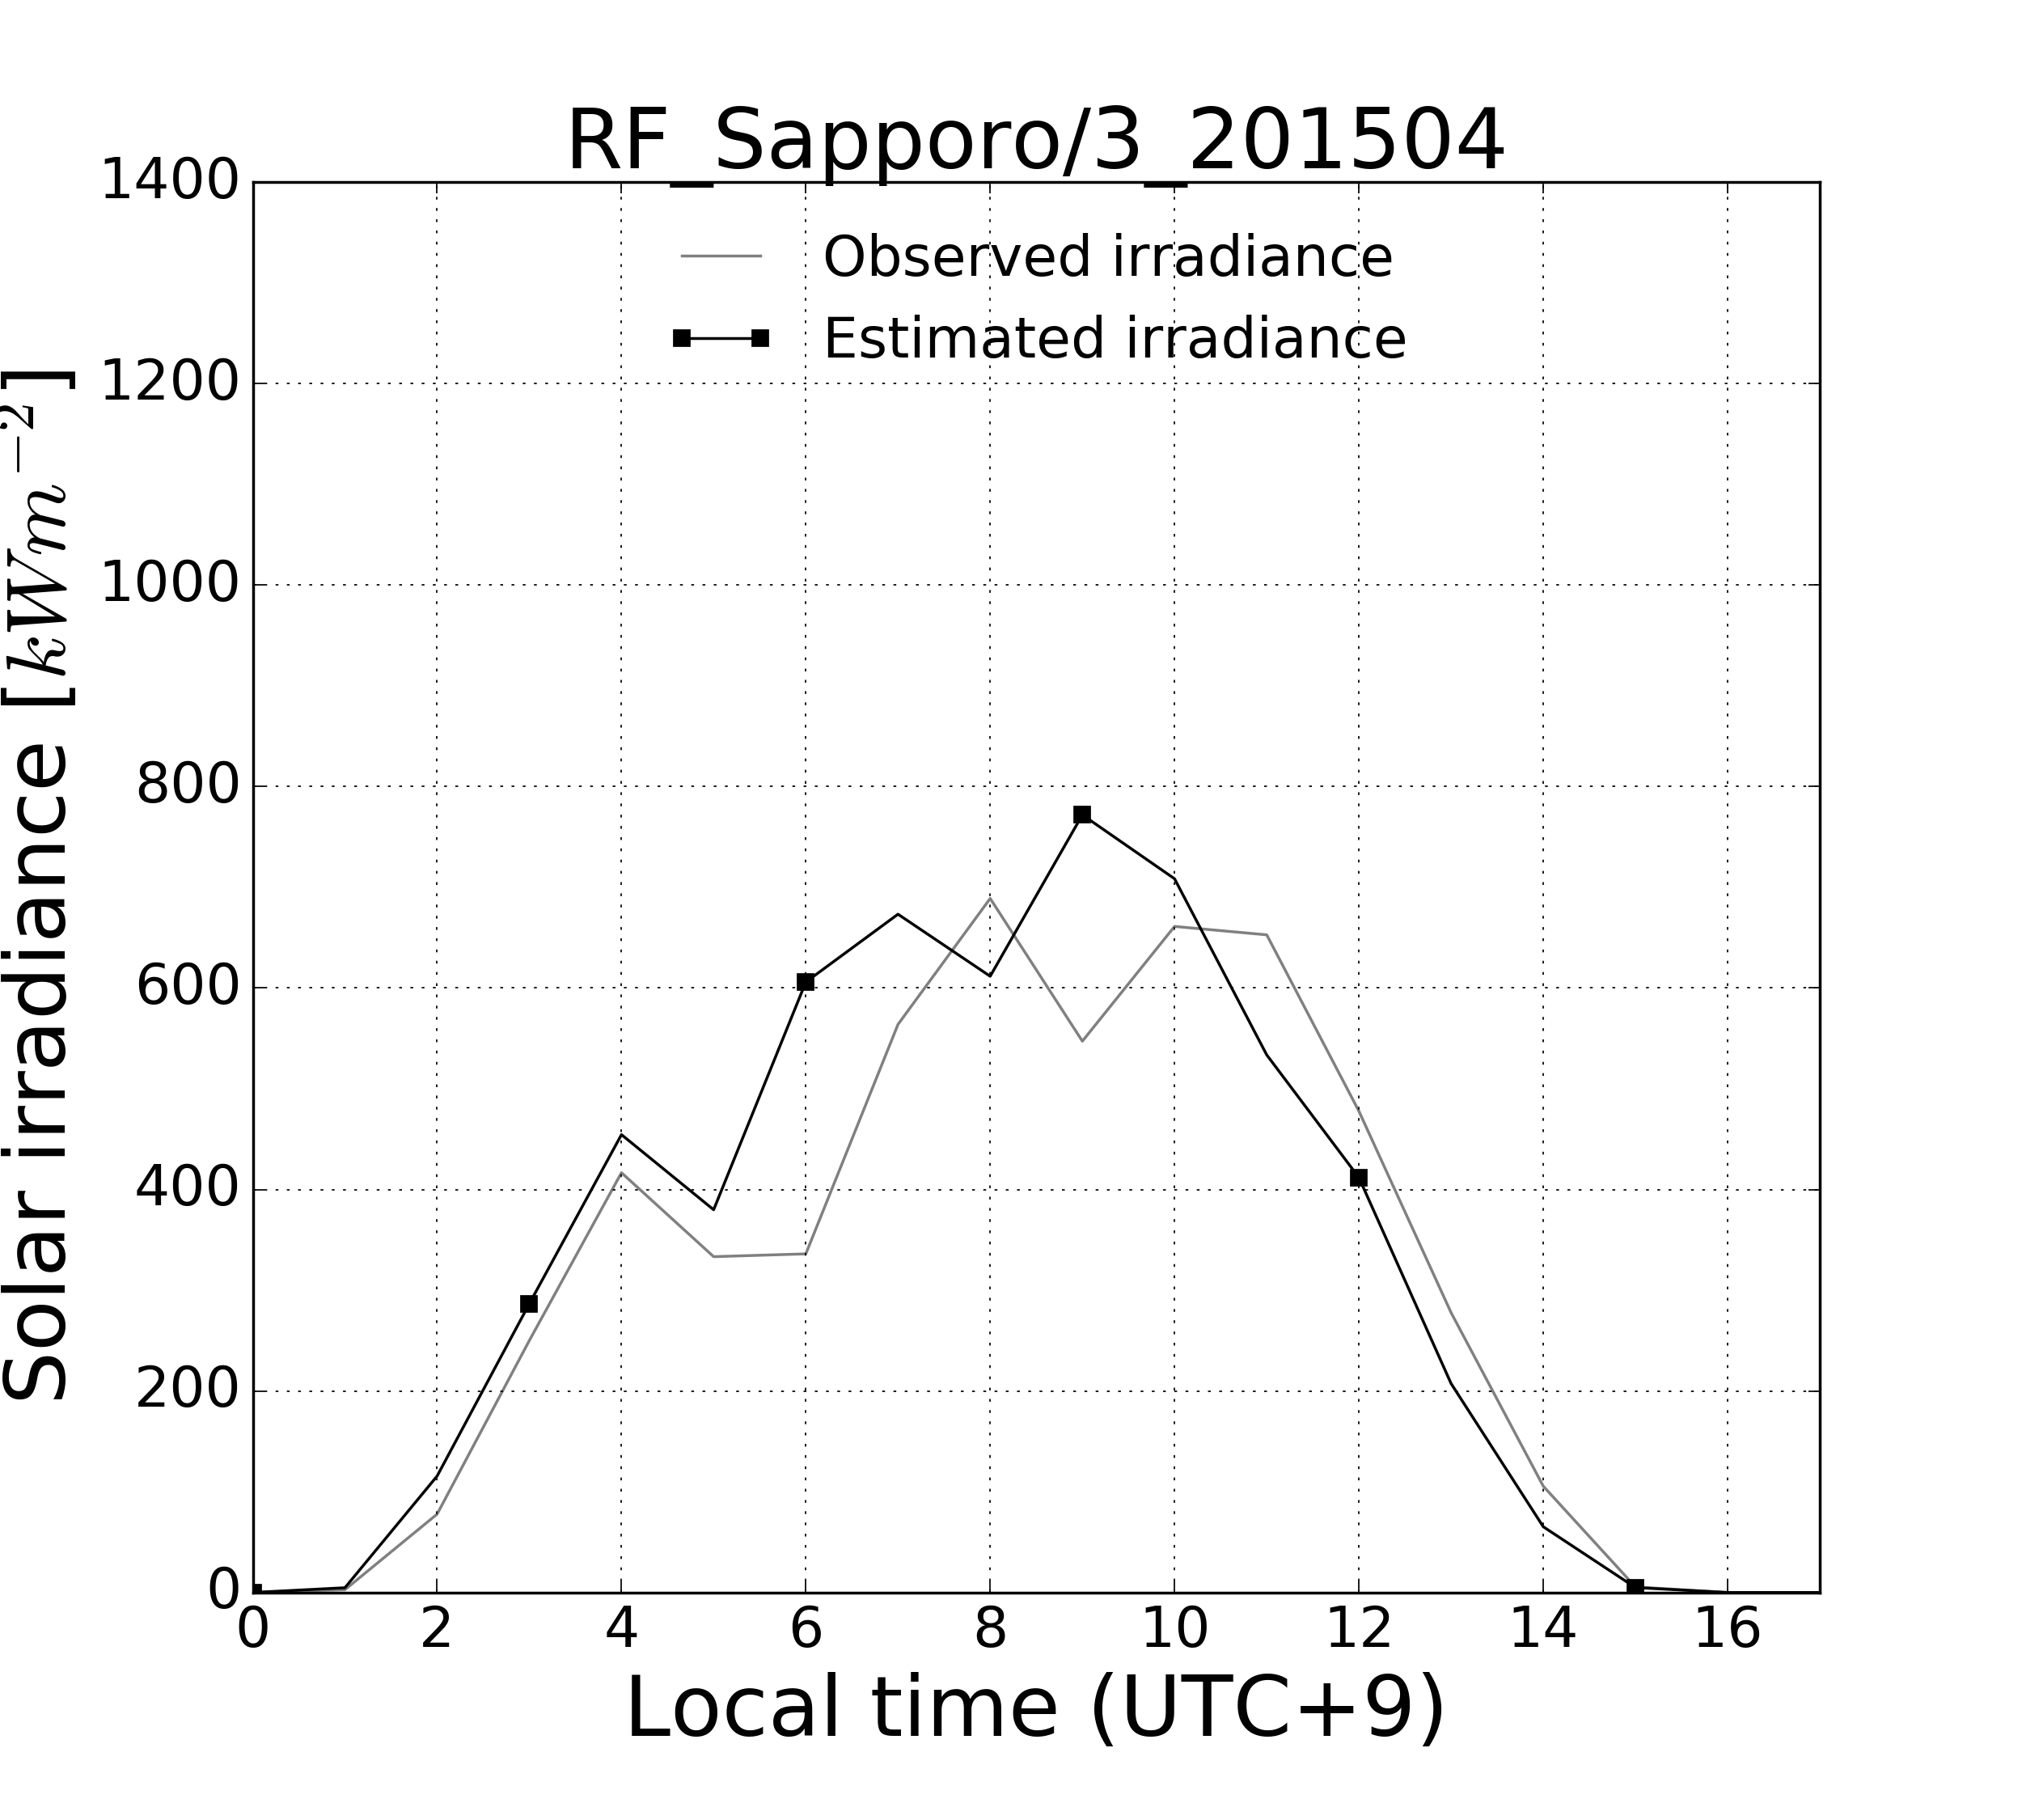 RF_Sapporo/3_201504
Observed irradiance
Estimated irradiance
Solar irradiance [kWm⁻²]
1400
1200
1000
800
600
400
200
0
0 2 4 6 8 10 12 14 16
Local time (UTC+9)